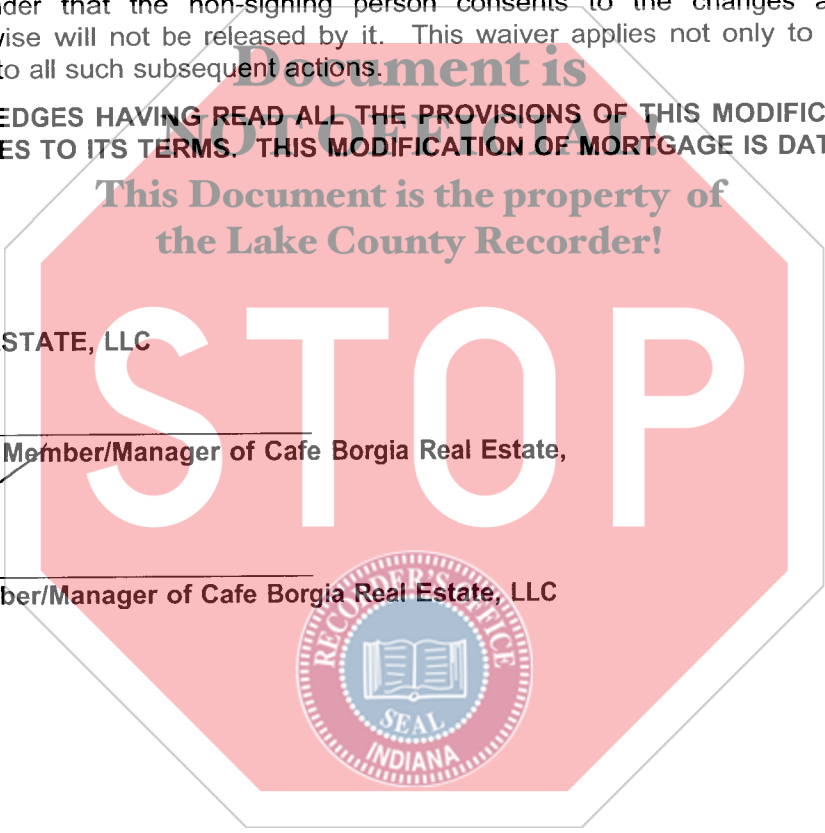 nder that the non-signing person consents to the changes a
wise will not be released by it. This waiver applies not only to
to all such subsequent actions.
Document is
EDGES HAVING READ ALL THE PROVISIONS OF THIS MODIFIC
NOT OFFICIAL!
ES TO ITS TERMS. THIS MODIFICATION OF MORTGAGE IS DAT
This Document is the property of
the Lake County Recorder!
STATE, LLC
STOP
Member/Manager of Cafe Borgia Real Estate,
ber/Manager of Cafe Borgia Real Estate, LLC
RECORDER'S OFFICE
SEAL
INDIANA